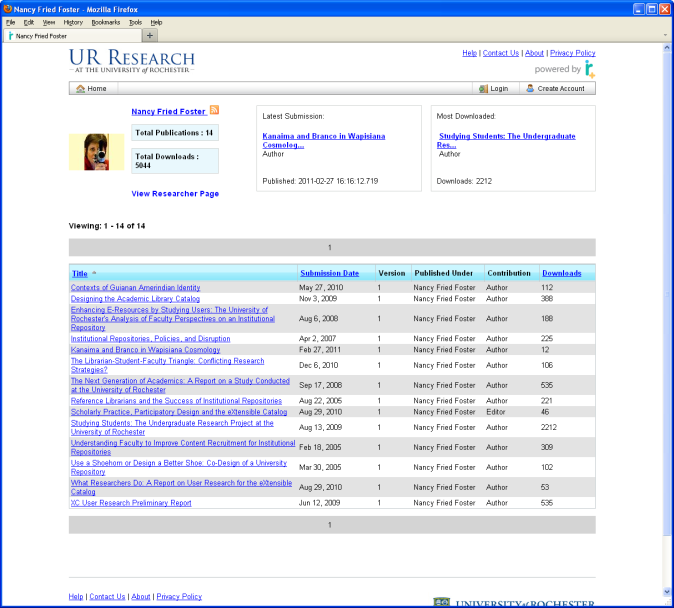 Nancy Fried Foster - Mozilla Firefox
File Edit View History Bookmarks Tools Help
Nancy Fried Foster +
UR RESEARCH
AT THE UNIVERSITY of ROCHESTER
Help | Contact Us | About | Privacy Policy
powered by ir+
Home Login Create Account
Nancy Fried Foster
Total Publications : 14
Total Downloads :
5044
View Researcher Page
Latest Submission:
Kanaima and Branco in Wapisiana
Cosmolog...
Author
Published: 2011-02-27 16:16:12.719
Most Downloaded:
Studying Students: The Undergraduate
Res...
Author
Downloads: 2212
Viewing: 1 - 14 of 14
1
Title Submission Date Version Published Under Contribution Downloads
Contexts of Guianan Amerindian Identity May 27, 2010 1 Nancy Fried Foster Author 112
Designing the Academic Library Catalog Nov 3, 2009 1 Nancy Fried Foster Author 388
Enhancing E-Resources by Studying Users: The University of
Rochester's Analysis of Faculty Perspectives on an Institutional Aug 6, 2008 1 Nancy Fried Foster Author 188
Repository
Institutional Repositories, Policies, and Disruption Apr 2, 2007 1 Nancy Fried Foster Author 225
Kanaima and Branco in Wapisiana Cosmology Feb 27, 2011 1 Nancy Fried Foster Author 12
The Librarian-Student-Faculty Triangle: Conflicting Research
Strategies? Dec 6, 2010 1 Nancy Fried Foster Author 106
The Next Generation of Academics: A Report on a Study Conducted
at the University of Rochester Sep 17, 2008 1 Nancy Fried Foster Author 535
Reference Librarians and the Success of Institutional Repositories Aug 22, 2005 1 Nancy Fried Foster Author 221
Scholarly Practice, Participatory Design and the eXtensible Catalog Aug 29, 2010 1 Nancy Fried Foster Editor 46
Studying Students: The Undergraduate Research Project at the
University of Rochester Aug 13, 2009 1 Nancy Fried Foster Author 2212
Understanding Faculty to Improve Content Recruitment for Institutional
Repositories Feb 18, 2005 1 Nancy Fried Foster Author 309
Use a Shoehorn or Design a Better Shoe: Co-Design of a University
Repository Mar 30, 2005 1 Nancy Fried Foster Author 102
What Researchers Do: A Report on User Research for the eXtensible
Catalog Aug 29, 2010 1 Nancy Fried Foster Author 53
XC User Research Preliminary Report Jun 12, 2009 1 Nancy Fried Foster Author 535
1
Help | Contact Us | About | Privacy Policy
UNIVERSITY of ROCHESTER